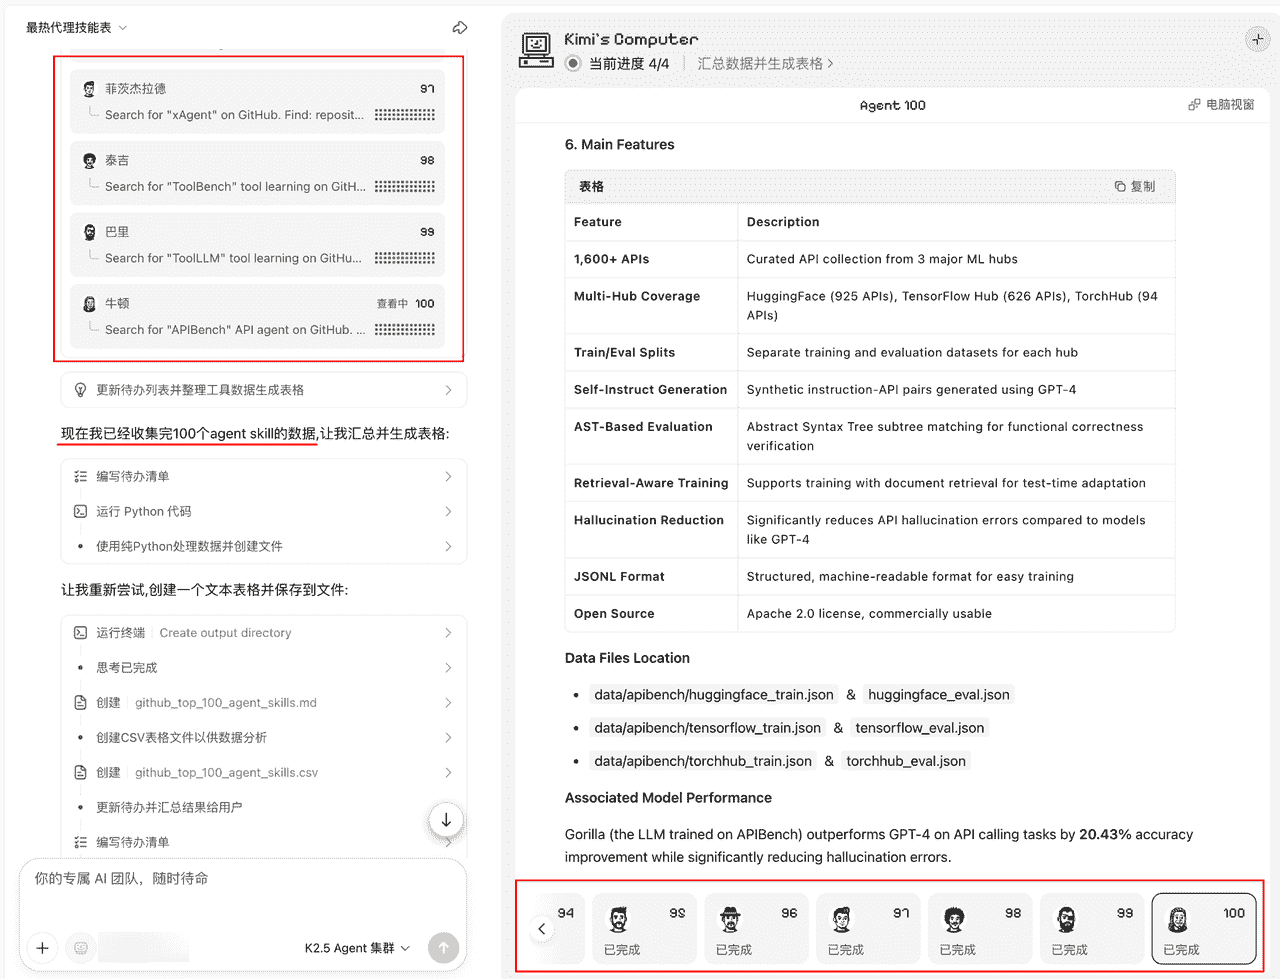 最热代理技能表
菲茨杰拉德 97
Search for "xAgent" on GitHub. Find: reposit...
泰吉 98
Search for "ToolBench" tool learning on GitH...
巴里 99
Search for "ToolLLM" tool learning on GitHu...
牛顿 查看中 100
Search for "APIBench" API agent on GitHub. ...
更新待办列表并整理工具数据生成表格
现在我已经收集完100个agent skill的数据,让我汇总并生成表格:
编写待办清单
运行 Python 代码
使用纯Python处理数据并创建文件
让我重新尝试,创建一个文本表格并保存到文件:
运行终端 Create output directory
思考已完成
创建 github_top_100_agent_skills.md
创建CSV表格文件以供数据分析
创建 github_top_100_agent_skills.csv
更新待办并汇总结果给用户
编写待办清单
你的专属 AI 团队，随时待命
K2.5 Agent 集群
Kimi's Computer
当前进度 4/4 汇总数据并生成表格
Agent 100
电脑视窗
6. Main Features
表格 复制
Feature Description
1,600+ APIs Curated API collection from 3 major ML hubs
Multi-Hub Coverage HuggingFace (925 APIs), TensorFlow Hub (626 APIs), TorchHub (94
APIs)
Train/Eval Splits Separate training and evaluation datasets for each hub
Self-Instruct Generation Synthetic instruction-API pairs generated using GPT-4
AST-Based Evaluation Abstract Syntax Tree subtree matching for functional correctness
verification
Retrieval-Aware Training Supports training with document retrieval for test-time adaptation
Hallucination Reduction Significantly reduces API hallucination errors compared to models
like GPT-4
JSONL Format Structured, machine-readable format for easy training
Open Source Apache 2.0 license, commercially usable
Data Files Location
data/apibench/huggingface_train.json & huggingface_eval.json
data/apibench/tensorflow_train.json & tensorflow_eval.json
data/apibench/torchhub_train.json & torchhub_eval.json
Associated Model Performance
Gorilla (the LLM trained on APIBench) outperforms GPT-4 on API calling tasks by 20.43% accuracy
improvement while significantly reducing hallucination errors.
94 95 96 97 98 99 100
已完成 已完成 已完成 已完成 已完成 已完成